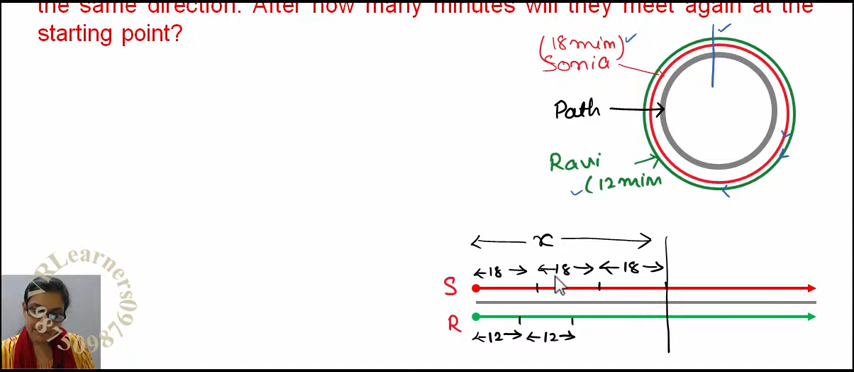 the same direction. After how many minutes will they meet again at the
starting point?
(18 min)
Sonia
Path
Ravi
(12 min
x
18 18 18
S
R
12 12